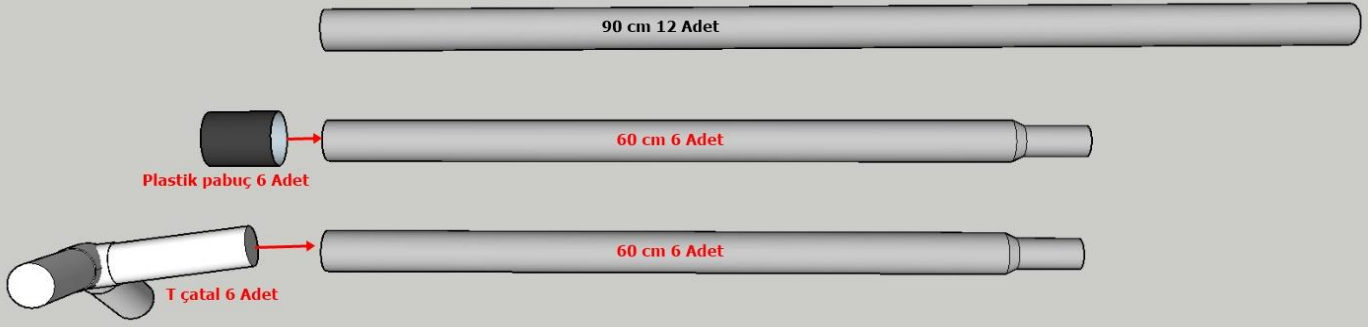 90 cm 12 Adet
60 cm 6 Adet
Plastik pabuç 6 Adet
60 cm 6 Adet
T çatal 6 Adet